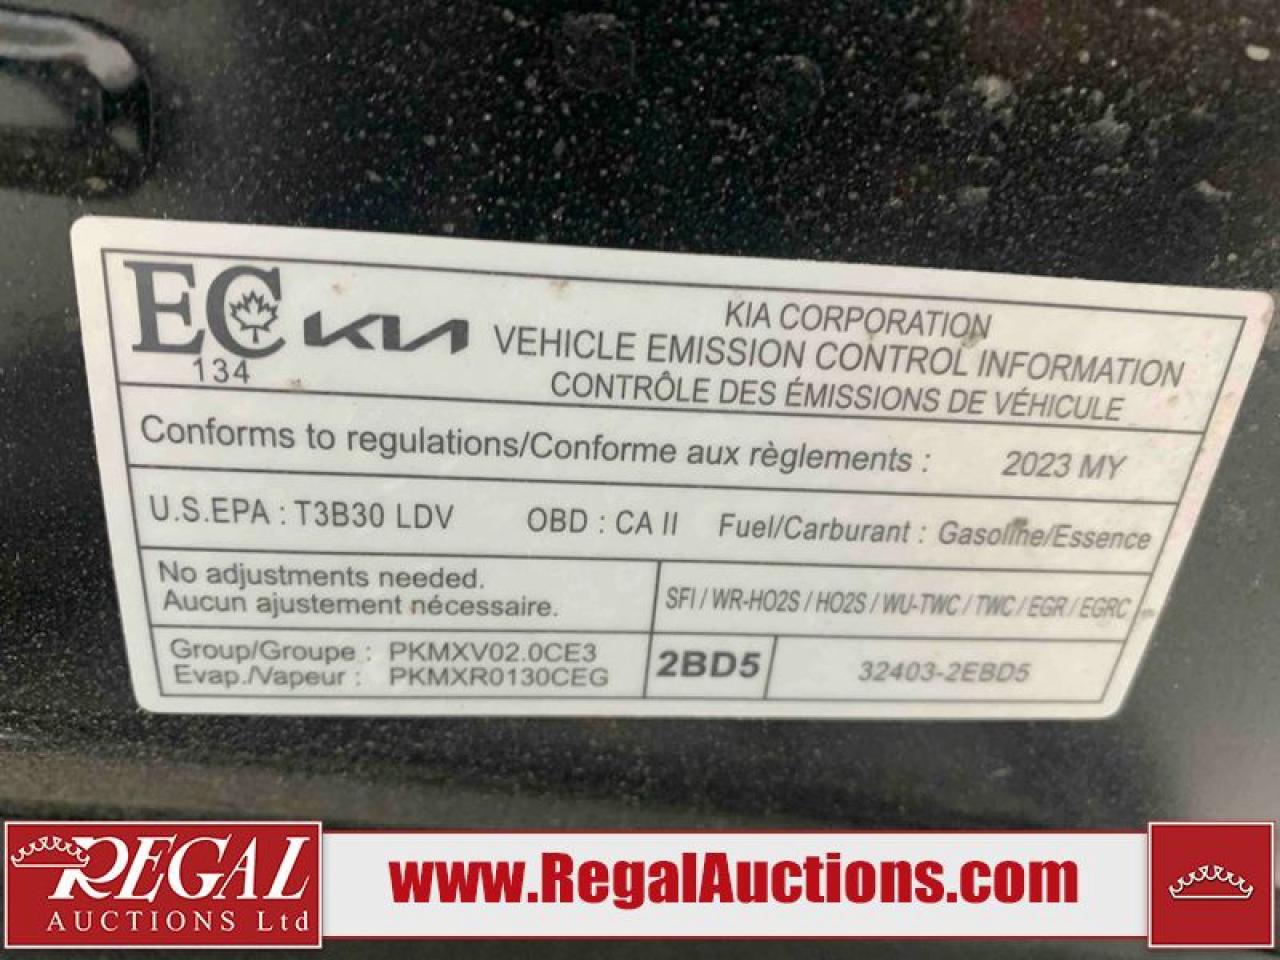 EC
134
KIA
KIA CORPORATION
VEHICLE EMISSION CONTROL INFORMATION
CONTRÔLE DES ÉMISSIONS DE VÉHICULE
Conforms to regulations/Conforme aux règlements : 2023 MY
U.S.EPA : T3B30 LDV OBD : CA II Fuel/Carburant : Gasoline/Essence
No adjustments needed.
Aucun ajustement nécessaire.
SFI / WR-HO2S / HO2S / WU-TWC / TWC / EGR / EGRC
Group/Groupe : PKMXV02.0CE3
Evap./Vapeur : PKMXR0130CEG
2BD5
32403-2EBD5
REGAL
AUCTIONS Ltd
www.RegalAuctions.com